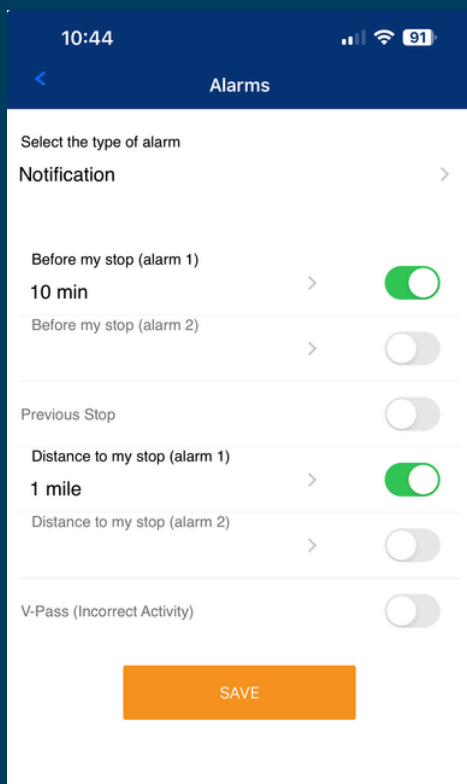 10:44
91
Alarms
Select the type of alarm
Notification
Before my stop (alarm 1)
10 min
Before my stop (alarm 2)
Previous Stop
Distance to my stop (alarm 1)
1 mile
Distance to my stop (alarm 2)
V-Pass (Incorrect Activity)
SAVE